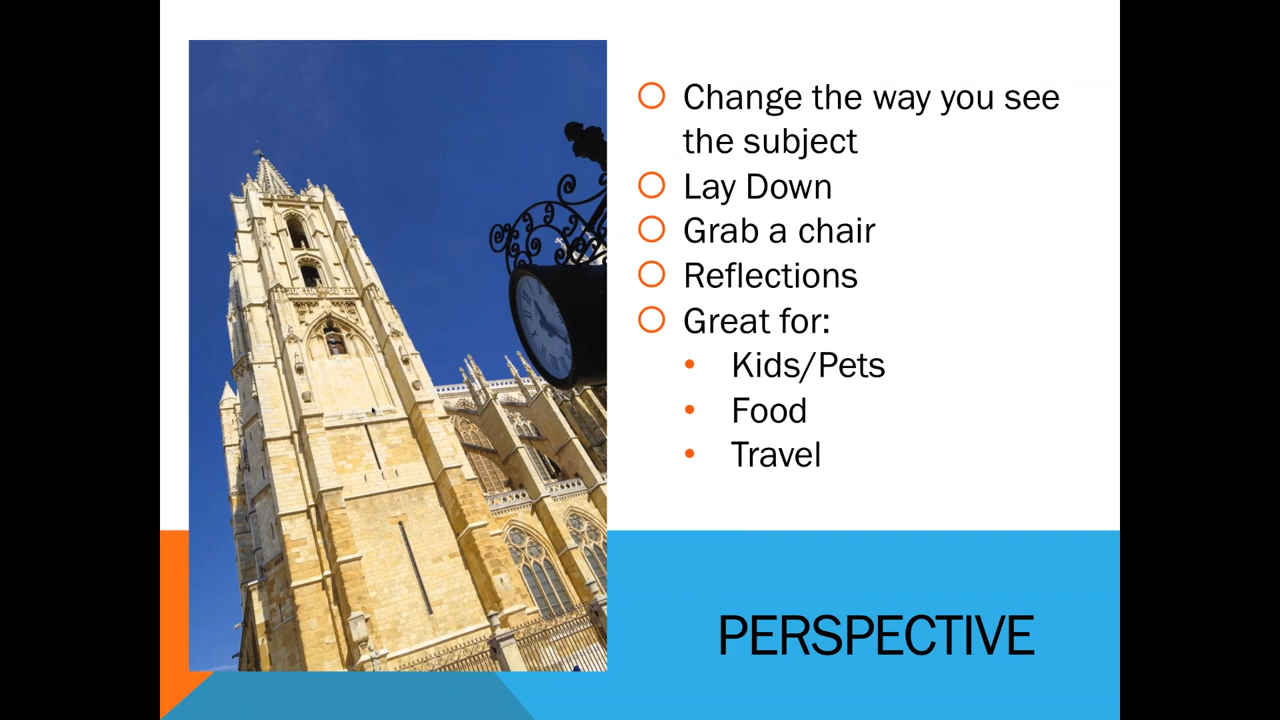 Change the way you see
the subject
Lay Down
Grab a chair
Reflections
Great for:
Kids/Pets
Food
Travel
PERSPECTIVE